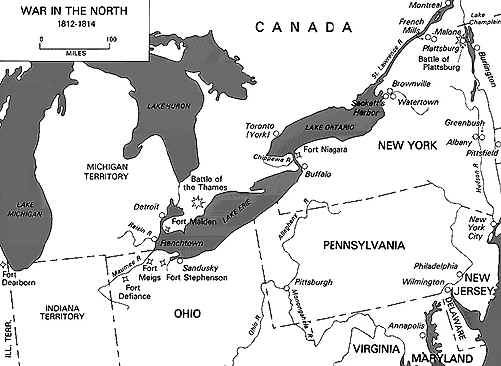 WAR IN THE NORTH
1812-1814
0 100
MILES
CANADA
Montreal
French
Mills
Malone
Lake
Champlain
Plattsburg
Battle of
Plattsburg
Burlington
St. Lawrence R
LAKE HURON
Brownville
Sackett's
Harbor
Watertown
Toronto
(York)
LAKE ONTARIO
Greenbush
Albany
Pittsfield
Fort Niagara
Chippewa R
NEW YORK
Buffalo
Hudson R
MICHIGAN
TERRITORY
Battle of
the Thames
LAKE
MICHIGAN
Detroit
Fort Malden
LAKE ERIE
Raisin R
Frenchtown
Allegheny R
New York
City
PENNSYLVANIA
Maumee R
Fort
Dearborn
Fort
Meigs
Sandusky
Fort Stephenson
Fort
Defiance
Pittsburgh
Philadelphia
Wilmington
NEW
JERSEY
INDIANA
TERRITORY
OHIO
Ohio R
Monongahela R
DELAWARE
Annapolis
ILL. TERR.
VIRGINIA
MARYLAND